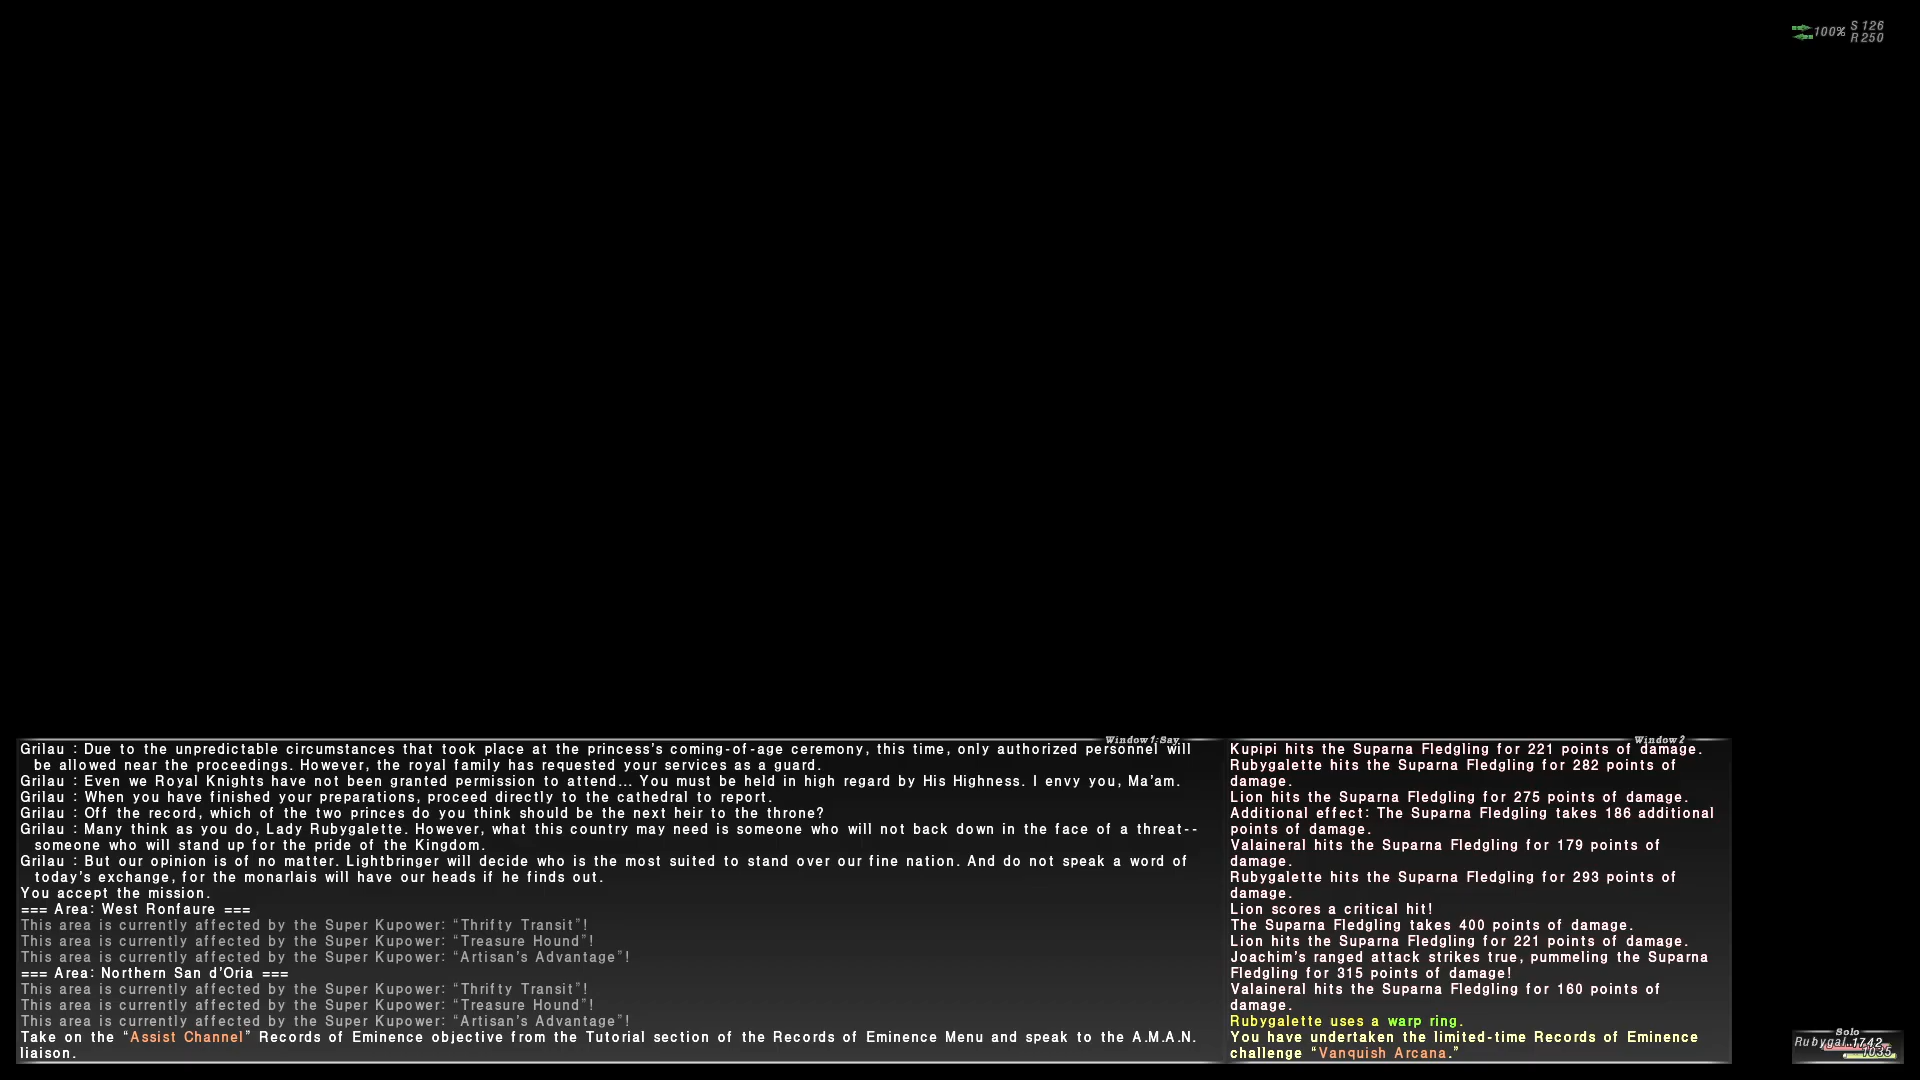 100% S 126
R 250
Window 1: Say
Grilau : Due to the unpredictable circumstances that took place at the princess's coming-of-age ceremony, this time, only authorized personnel will
be allowed near the proceedings. However, the royal family has requested your services as a guard.
Grilau : Even we Royal Knights have not been granted permission to attend... You must be held in high regard by His Highness. I envy you, Ma'am.
Grilau : When you have finished your preparations, proceed directly to the cathedral to report.
Grilau : Off the record, which of the two princes do you think should be the next heir to the throne?
Grilau : Many think as you do, Lady Rubygalette. However, what this country may need is someone who will not back down in the face of a threat--
someone who will stand up for the pride of the Kingdom.
Grilau : But our opinion is of no matter. Lightbringer will decide who is the most suited to stand over our fine nation. And do not speak a word of
today's exchange, for the monarlais will have our heads if he finds out.
You accept the mission.
=== Area: West Ronfaure ===
This area is currently affected by the Super Kupower: “Thrifty Transit”!
This area is currently affected by the Super Kupower: “Treasure Hound”!
This area is currently affected by the Super Kupower: “Artisan's Advantage”!
=== Area: Northern San d'Oria ===
This area is currently affected by the Super Kupower: “Thrifty Transit”!
This area is currently affected by the Super Kupower: “Treasure Hound”!
This area is currently affected by the Super Kupower: “Artisan's Advantage”!
Take on the “Assist Channel” Records of Eminence objective from the Tutorial section of the Records of Eminence Menu and speak to the A.M.A.N.
liaison.
Window 2
Kupipi hits the Suparna Fledgling for 221 points of damage.
Rubygalette hits the Suparna Fledgling for 282 points of
damage.
Lion hits the Suparna Fledgling for 275 points of damage.
Additional effect: The Suparna Fledgling takes 186 additional
points of damage.
Valaineral hits the Suparna Fledgling for 179 points of
damage.
Rubygalette hits the Suparna Fledgling for 293 points of
damage.
Lion scores a critical hit!
The Suparna Fledgling takes 400 points of damage.
Lion hits the Suparna Fledgling for 221 points of damage.
Joachim's ranged attack strikes true, pummeling the Suparna
Fledgling for 315 points of damage!
Valaineral hits the Suparna Fledgling for 160 points of
damage.
Rubygalette uses a warp ring.
You have undertaken the limited-time Records of Eminence
challenge “Vanquish Arcana.”
Solo
Rubygal.. 1742
1035